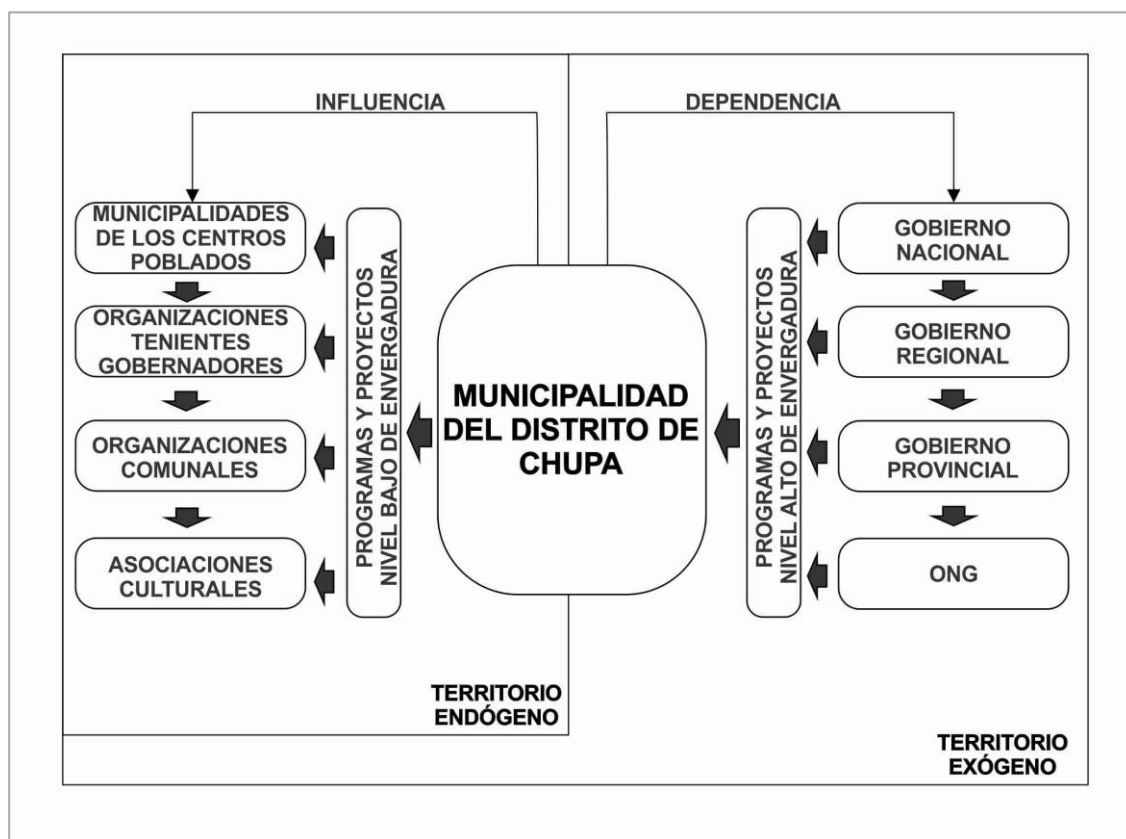 INFLUENCIA
DEPENDENCIA
MUNICIPALIDADES
DE LOS CENTROS
POBLADOS
ORGANIZACIONES
TENIENTES
GOBERNADORES
ORGANIZACIONES
COMUNALES
ASOCIACIONES
CULTURALES
PROGRAMAS Y PROYECTOS
NIVEL BAJO DE ENVERGADURA
MUNICIPALIDAD
DEL DISTRITO DE
CHUPA
PROGRAMAS Y PROYECTOS
NIVEL ALTO DE ENVERGADURA
GOBIERNO
NACIONAL
GOBIERNO
REGIONAL
GOBIERNO
PROVINCIAL
ONG
TERRITORIO
ENDÓGENO
TERRITORIO
EXÓGENO